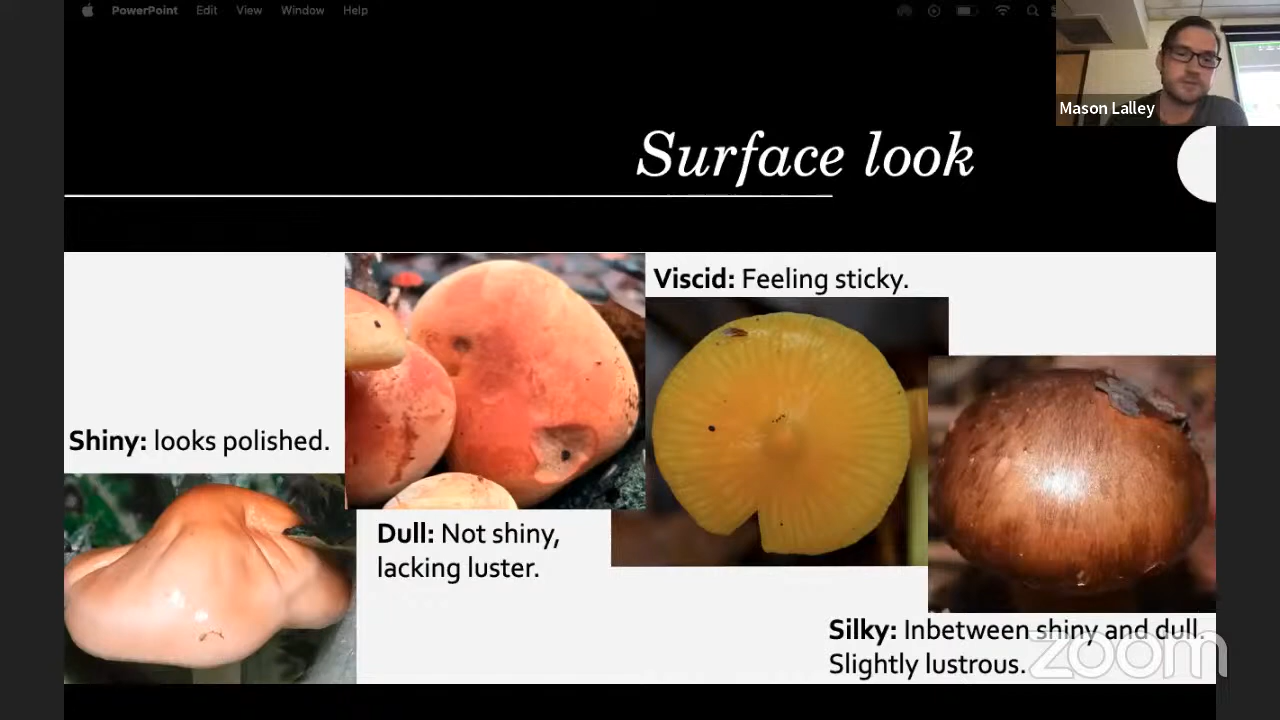 PowerPoint Edit View Window Help
Mason Lalley
Surface look
Viscid: Feeling sticky.
Shiny: looks polished.
Dull: Not shiny,
lacking luster.
Silky: Inbetween shiny and dull.
Slightly lustrous.
zoom